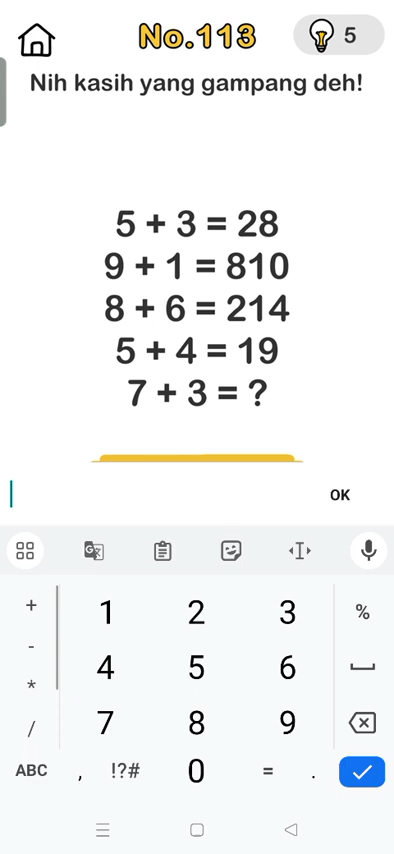 No.113
5
Nih kasih yang gampang deh!
5 + 3 = 28
9 + 1 = 810
8 + 6 = 214
5 + 4 = 19
7 + 3 = ?
OK
+ 1 2 3 %
- 4 5 6
* 7 8 9
/
ABC , !?# 0 = .